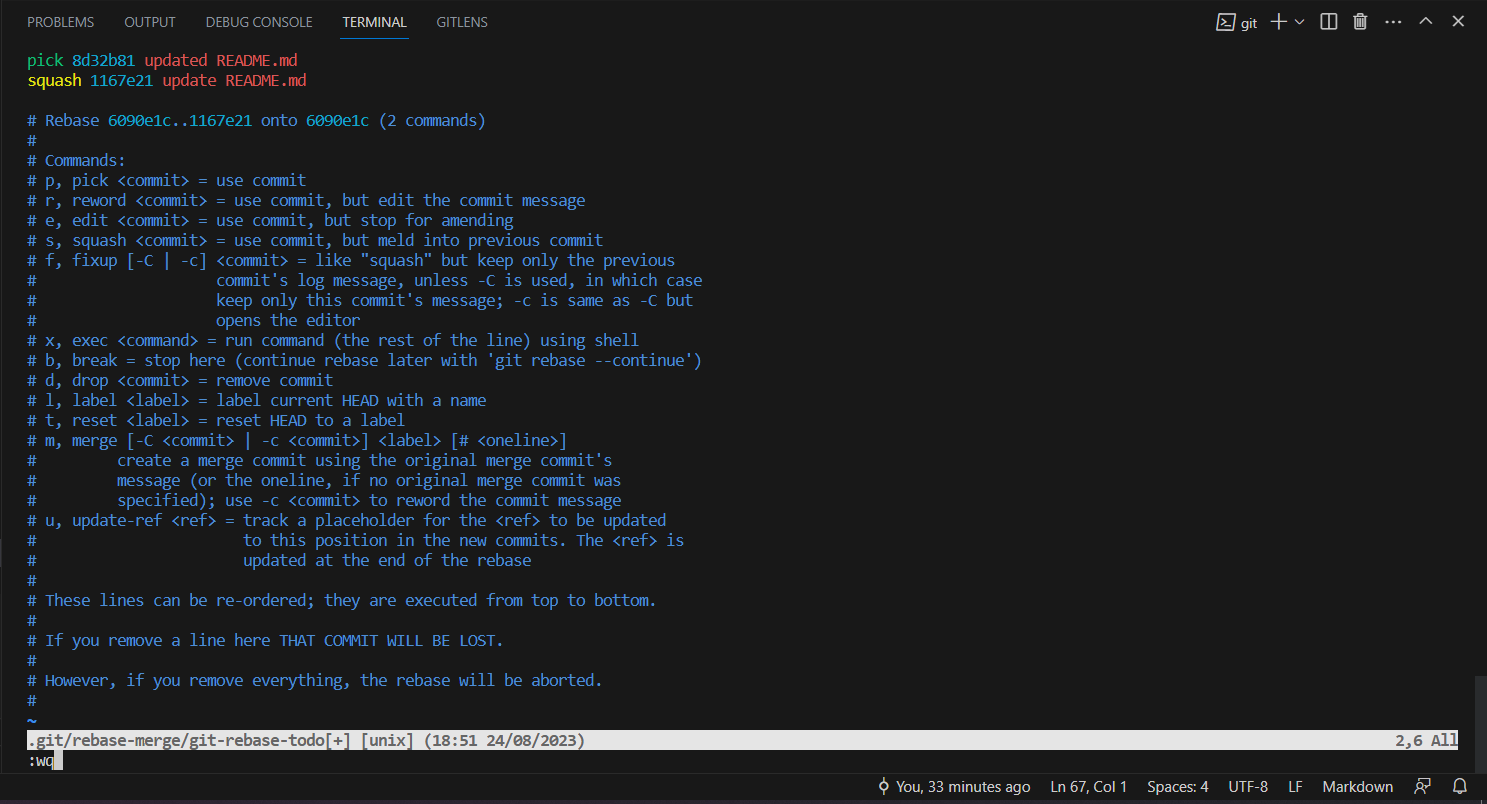 PROBLEMS OUTPUT DEBUG CONSOLE TERMINAL GITLENS git
pick 8d32b81 updated README.md
squash 1167e21 update README.md
# Rebase 6090e1c..1167e21 onto 6090e1c (2 commands)
#
# Commands:
# p, pick <commit> = use commit
# r, reword <commit> = use commit, but edit the commit message
# e, edit <commit> = use commit, but stop for amending
# s, squash <commit> = use commit, but meld into previous commit
# f, fixup [-C | -c] <commit> = like "squash" but keep only the previous
# commit's log message, unless -C is used, in which case
# keep only this commit's message; -c is same as -C but
# opens the editor
# x, exec <command> = run command (the rest of the line) using shell
# b, break = stop here (continue rebase later with 'git rebase --continue')
# d, drop <commit> = remove commit
# l, label <label> = label current HEAD with a name
# t, reset <label> = reset HEAD to a label
# m, merge [-C <commit> | -c <commit>] <label> [# <oneline>]
# create a merge commit using the original merge commit's
# message (or the oneline, if no original merge commit was
# specified); use -c <commit> to reword the commit message
# u, update-ref <ref> = track a placeholder for the <ref> to be updated
# to this position in the new commits. The <ref> is
# updated at the end of the rebase
#
# These lines can be re-ordered; they are executed from top to bottom.
#
# If you remove a line here THAT COMMIT WILL BE LOST.
#
# However, if you remove everything, the rebase will be aborted.
#
~
.git/rebase-merge/git-rebase-todo[+] [unix] (18:51 24/08/2023) 2,6 All
:wq
You, 33 minutes ago Ln 67, Col 1 Spaces: 4 UTF-8 LF Markdown